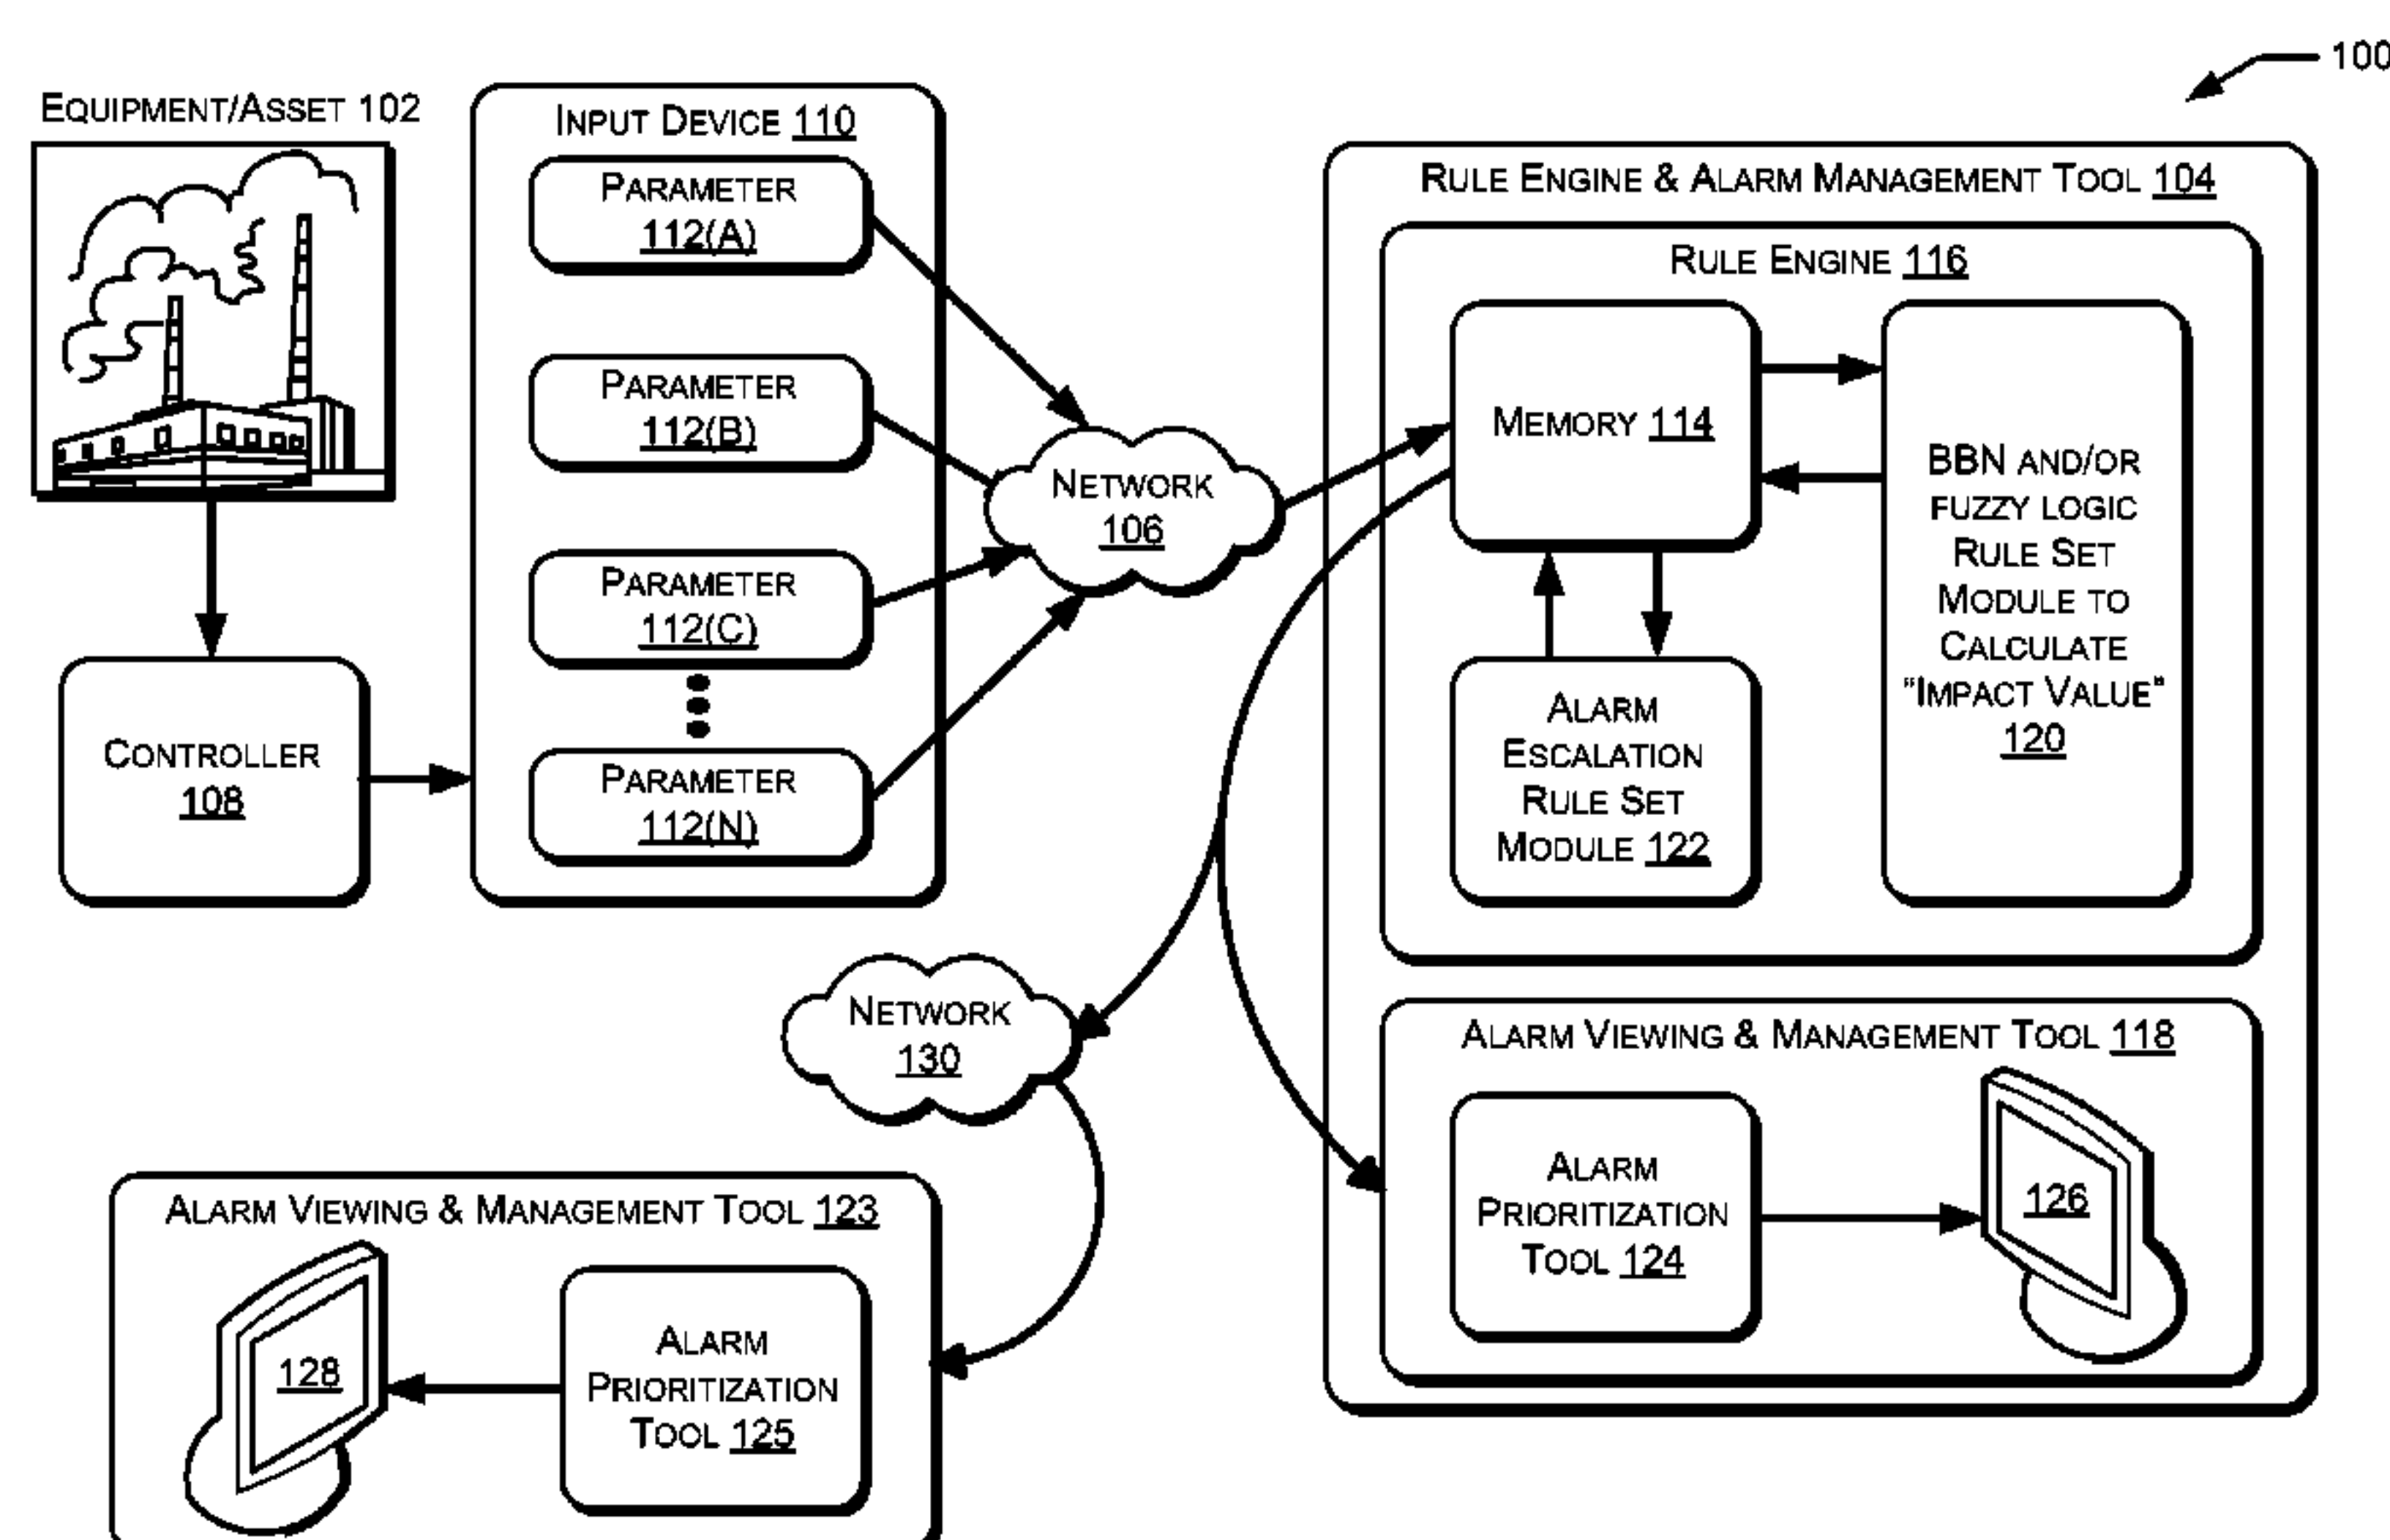 100
EQUIPMENT/ASSET 102
INPUT DEVICE 110
PARAMETER
112(A)
PARAMETER
112(B)
PARAMETER
112(C)
PARAMETER
112(N)
CONTROLLER
108
NETWORK
106
RULE ENGINE & ALARM MANAGEMENT TOOL 104
RULE ENGINE 116
MEMORY 114
BBN AND/OR
FUZZY LOGIC
RULE SET
MODULE TO
CALCULATE
"IMPACT VALUE"
120
ALARM
ESCALATION
RULE SET
MODULE 122
NETWORK
130
ALARM VIEWING & MANAGEMENT TOOL 118
ALARM
PRIORITIZATION
TOOL 124
126
ALARM VIEWING & MANAGEMENT TOOL 123
128
ALARM
PRIORITIZATION
TOOL 125